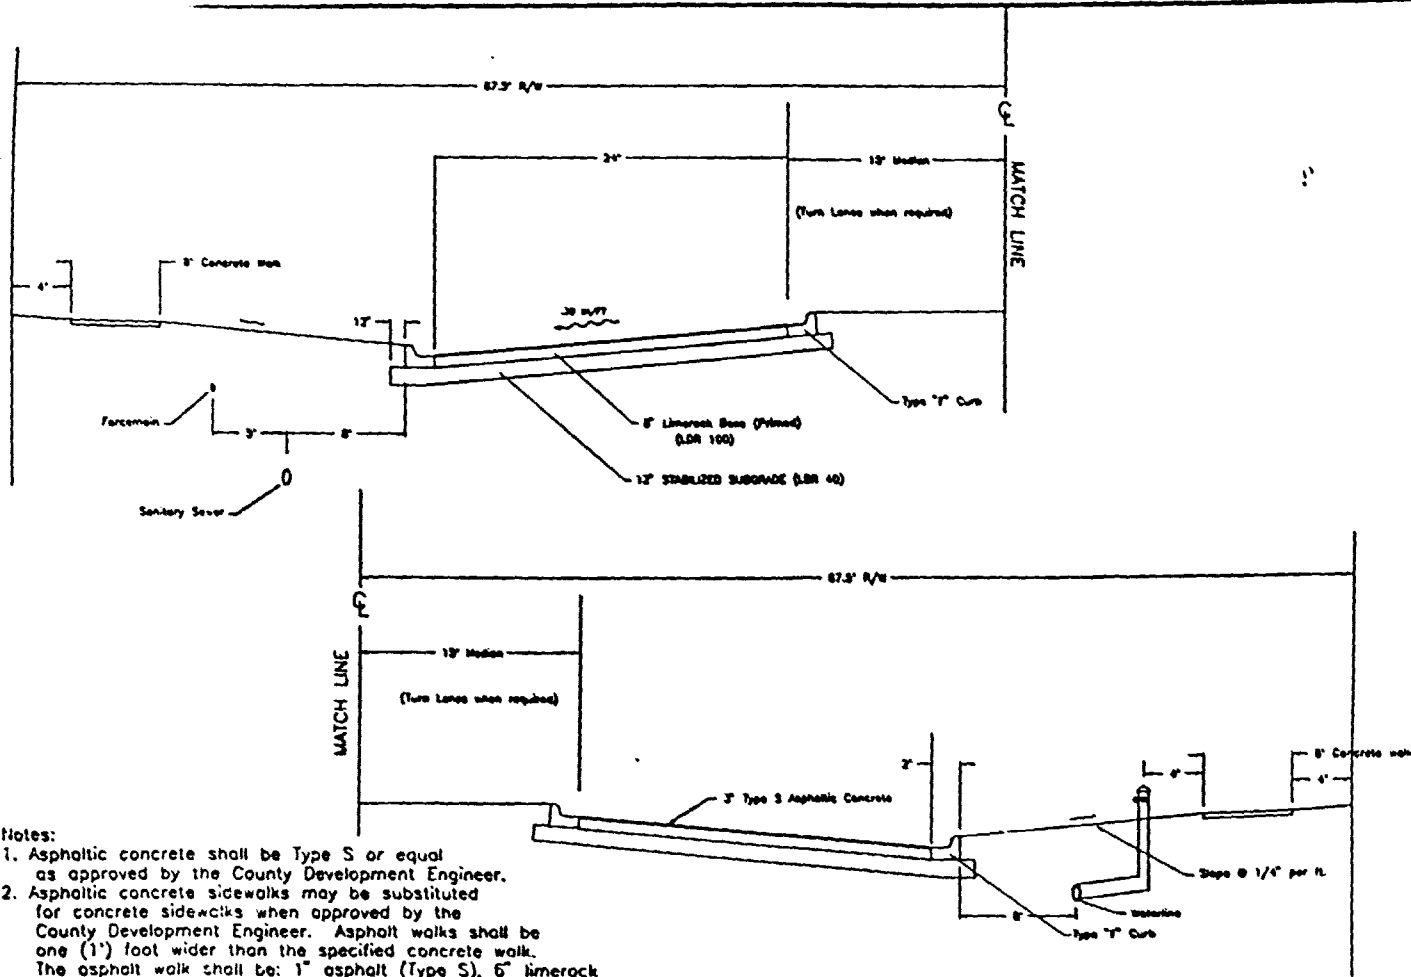 67.5' R/W
℄
24'
15' Median
(Turn Lanes when required)
MATCH LINE
8' Concrete walk
4'
12"
Forcemain
3'
8'
Sanitary Sewer
Type "F" Curb
8" Limerock Base (Primed)
(LBR 100)
12" STABILIZED SUBGRADE (LBR 40)
67.5' R/W
℄
MATCH LINE
15' Median
(Turn Lanes when required)
2'
8' Concrete walk
4'
3" Type S Asphaltic Concrete
Slope @ 1/4" per ft.
Waterline
Type "F" Curb
Notes:
1. Asphaltic concrete shall be Type S or equal
as approved by the County Development Engineer.
2. Asphaltic concrete sidewalks may be substituted
for concrete sidewalks when approved by the
County Development Engineer. Asphalt walks shall be
one (1') foot wider than the specified concrete walk.
The asphalt walk shall be: 1" asphalt (Type S), 6" limerock